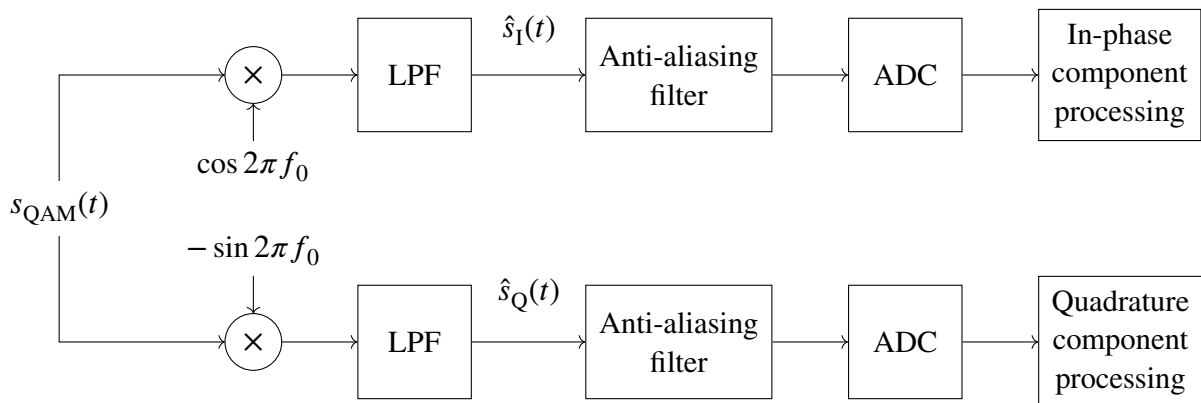 ŝ_I(t)
×
LPF
Anti-aliasing
filter
ADC
In-phase
component
processing
cos 2πf_0
s_QAM(t)
− sin 2πf_0
ŝ_Q(t)
×
LPF
Anti-aliasing
filter
ADC
Quadrature
component
processing